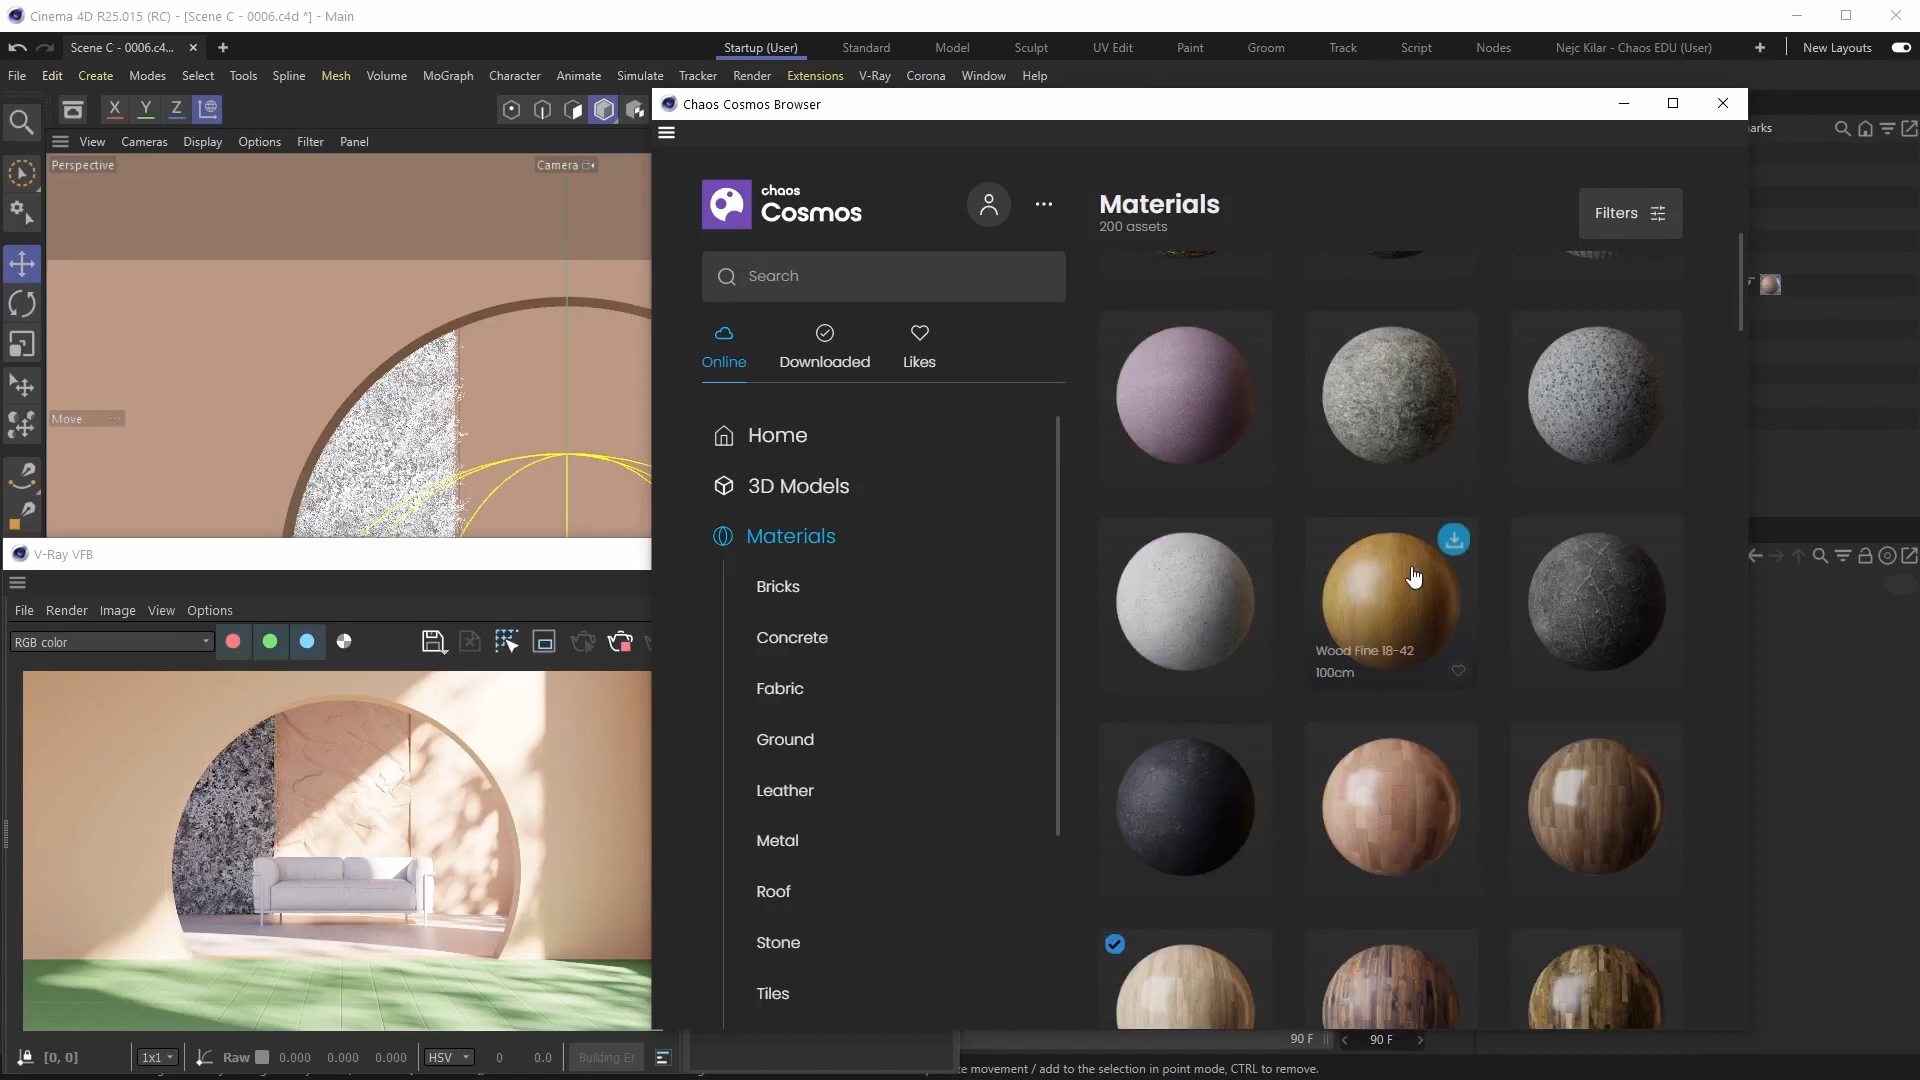 Cinema 4D R25.015 (RC) - [Scene C - 0006.c4d *] - Main
Scene C - 0006.c4...
Startup (User) Standard Model Sculpt UV Edit Paint Groom Track Script Nodes Nejc Kilar - Chaos EDU (User) New Layouts
File Edit Create Modes Select Tools Spline Mesh Volume MoGraph Character Animate Simulate Tracker Render Extensions V-Ray Corona Window Help
X Y Z
Chaos Cosmos Browser
View Cameras Display Options Filter Panel
Perspective
Camera
Move
chaos
Cosmos
Search
Online Downloaded Likes
Home
3D Models
Materials
Bricks
Concrete
Fabric
Ground
Leather
Metal
Roof
Stone
Tiles
Materials
200 assets
Filters
Wood Fine 18-42
100cm
V-Ray VFB
File Render Image View Options
RGB color
[0, 0]
1x1
Raw
0.000 0.000 0.000
HSV
0 0.0
Building Er
90 F
90 F
movement / add to the selection in point mode, CTRL to remove.